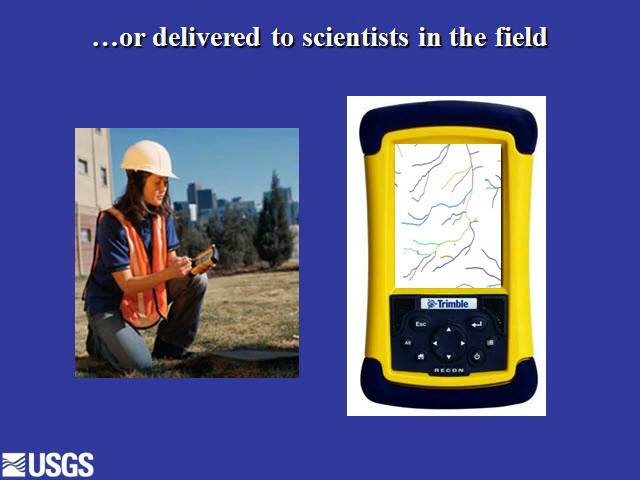 …or delivered to scientists in the field
Trimble
Esc
Alt
RECON
USGS